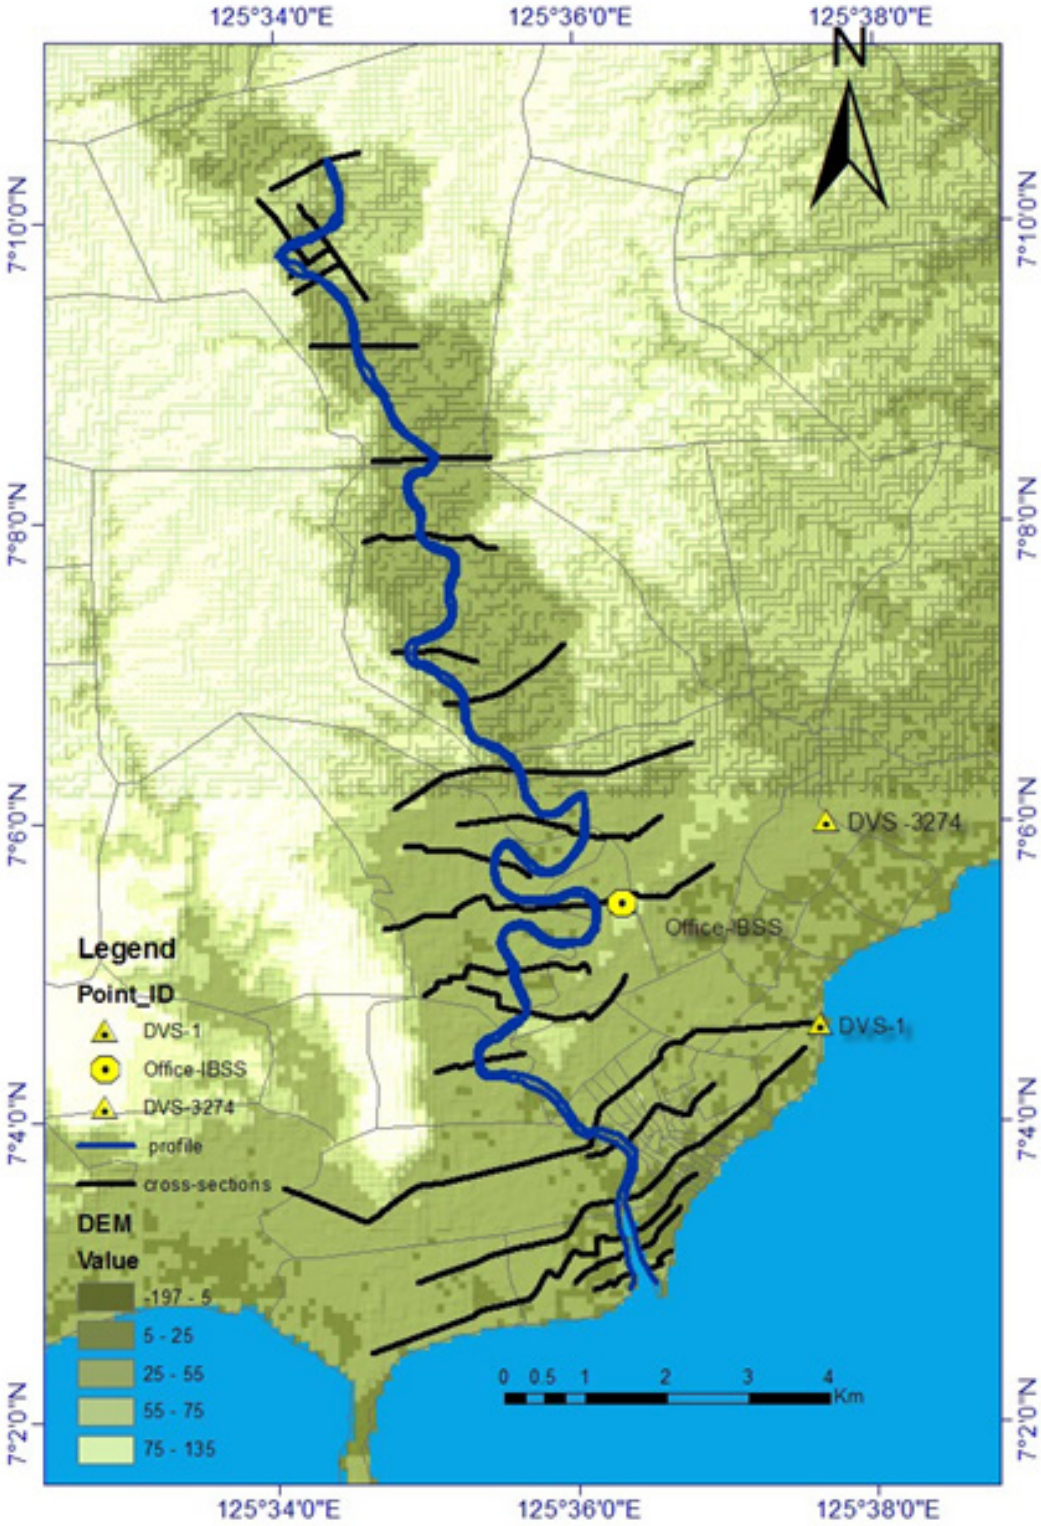 125°34'0"E 125°36'0"E 125°38'0"E
N
7°10'0"N 7°10'0"N
7°8'0"N 7°8'0"N
7°6'0"N 7°6'0"N
DVS -3274
Office-IBSS
DVS-1
7°4'0"N 7°4'0"N
Legend
Point_ID
DVS-1
Office-IBSS
DVS-3274
profile
cross-sections
DEM
Value
-197 - 5
5 - 25
25 - 55
55 - 75
75 - 135
0 0.5 1 2 3 4
Km
7°2'0"N 7°2'0"N
125°34'0"E 125°36'0"E 125°38'0"E